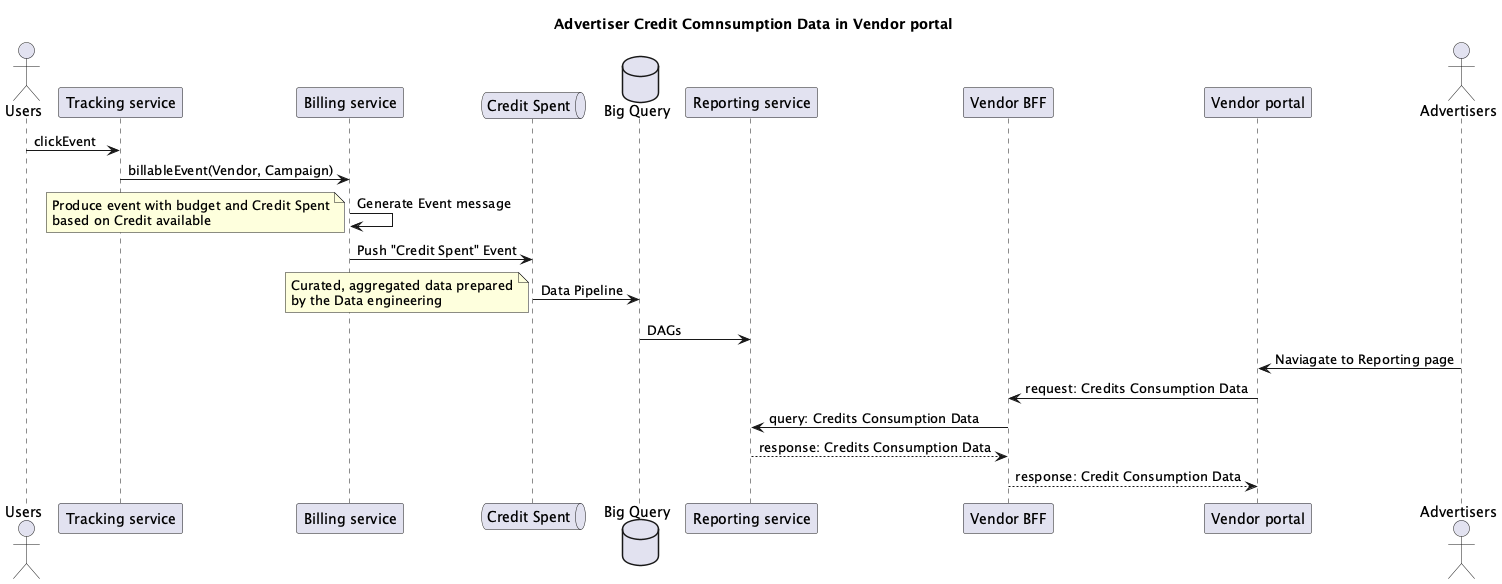 Advertiser Credit Comnsumption Data in Vendor portal
Users
Tracking service
Billing service
Credit Spent
Big Query
Reporting service
Vendor BFF
Vendor portal
Advertisers
clickEvent
billableEvent(Vendor, Campaign)
Produce event with budget and Credit Spent
based on Credit available
Generate Event message
Push "Credit Spent" Event
Curated, aggregated data prepared
by the Data engineering
Data Pipeline
DAGs
Naviagate to Reporting page
request: Credits Consumption Data
query: Credits Consumption Data
response: Credits Consumption Data
response: Credit Consumption Data
Users
Tracking service
Billing service
Credit Spent
Big Query
Reporting service
Vendor BFF
Vendor portal
Advertisers